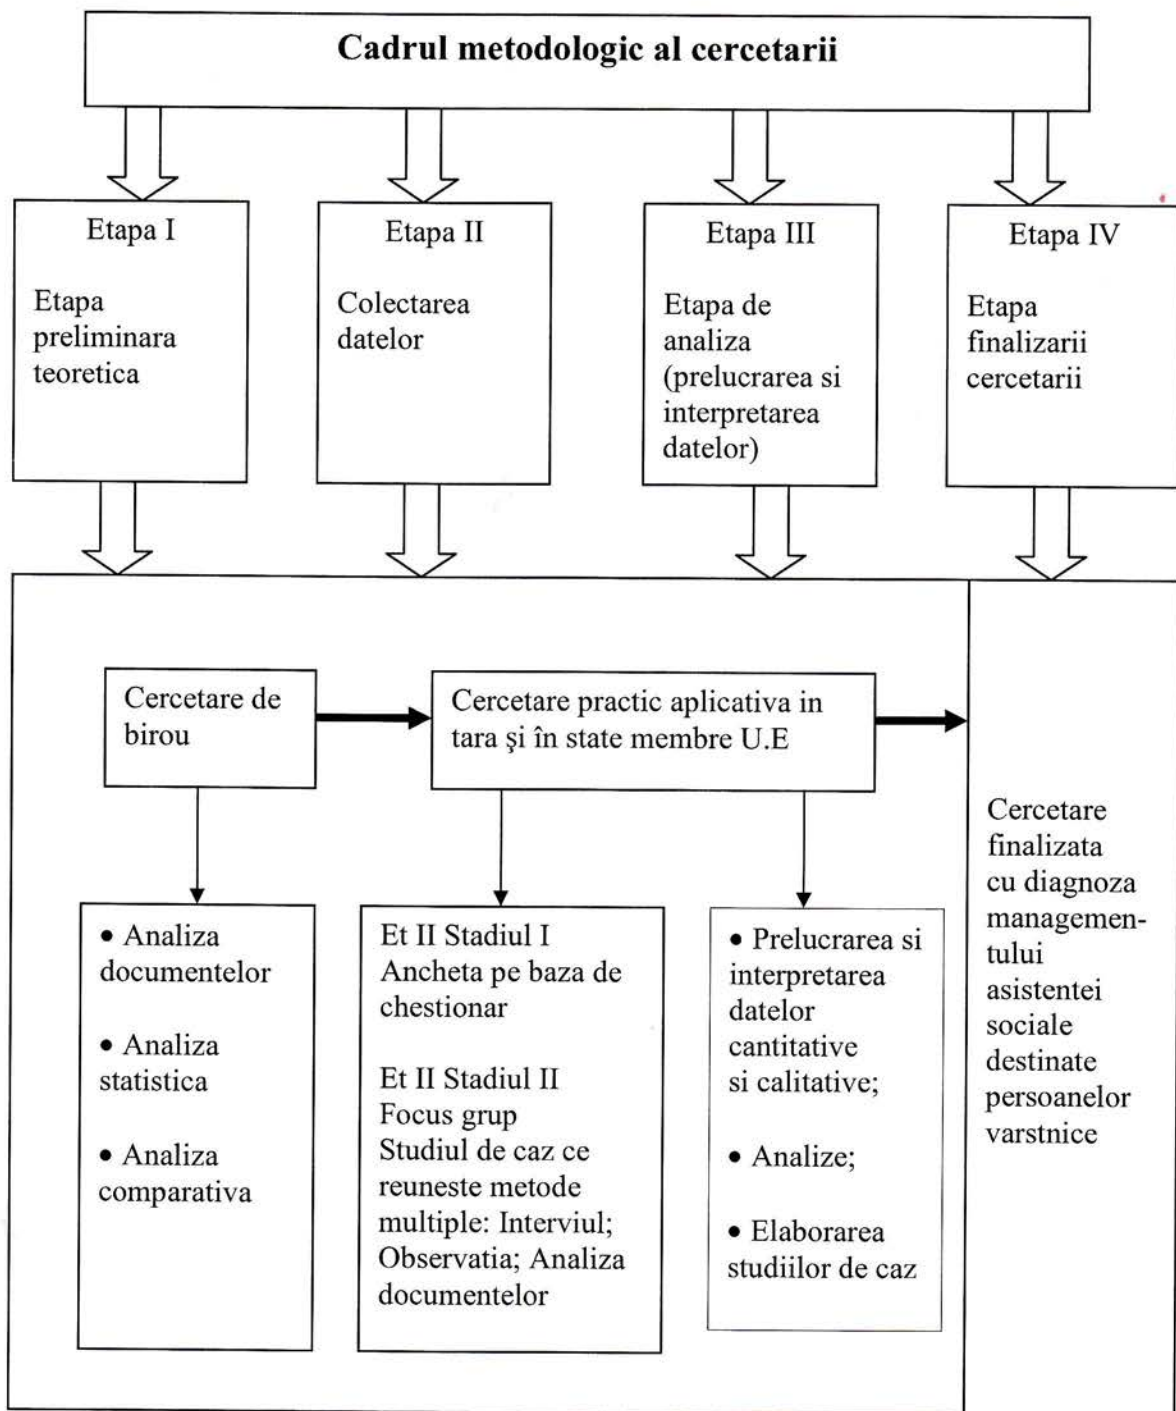 Cadrul metodologic al cercetarii
Etapa I
Etapa
preliminara
teoretica
Etapa II
Colectarea
datelor
Etapa III
Etapa de
analiza
(prelucrarea si
interpretarea
datelor)
Etapa IV
Etapa
finalizarii
cercetarii
Cercetare de
birou
Cercetare practic aplicativa in
tara şi în state membre U.E
• Analiza
documentelor
• Analiza
statistica
• Analiza
comparativa
Et II Stadiul I
Ancheta pe baza de
chestionar
Et II Stadiul II
Focus grup
Studiul de caz ce
reuneste metode
multiple: Interviul;
Observatia; Analiza
documentelor
• Prelucrarea si
interpretarea
datelor
cantitative
si calitative;
• Analize;
• Elaborarea
studiilor de caz
Cercetare
finalizata
cu diagnoza
managemen-
tului
asistentei
sociale
destinate
persoanelor
varstnice